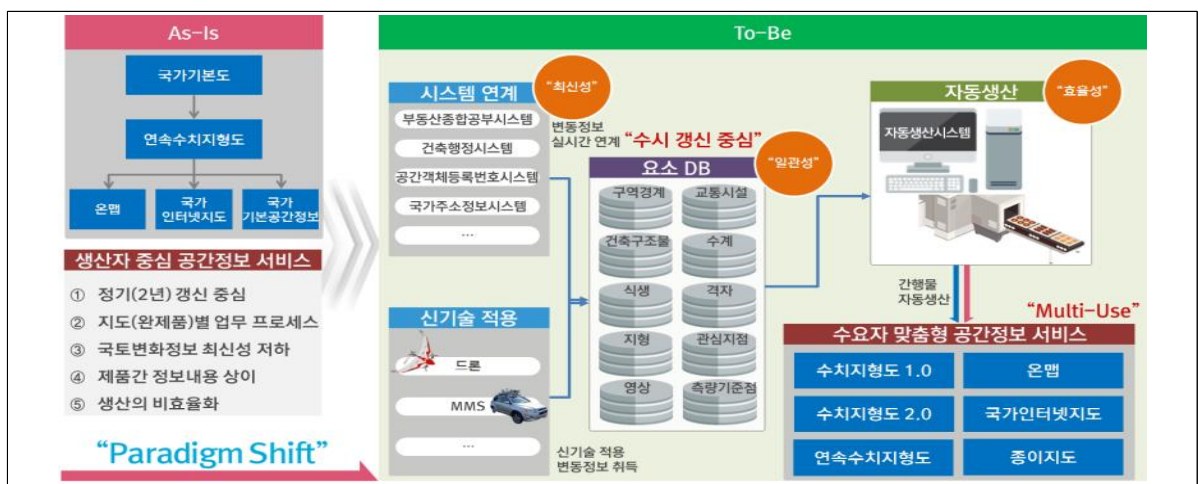 As-Is
국가기본도
연속수치지형도
온맵
국가
인터넷지도
국가
기본공간정보
생산자 중심 공간정보 서비스
① 정기(2년) 갱신 중심
② 지도(완제품)별 업무 프로세스
③ 국토변화정보 최신성 저하
④ 제품간 정보내용 상이
⑤ 생산의 비효율화
“Paradigm Shift”
To-Be
시스템 연계
“최신성”
부동산종합공부시스템
건축행정시스템
공간객체등록번호시스템
국가주소정보시스템
...
변동정보
실시간 연계
신기술 적용
드론
MMS
...
신기술 적용
변동정보 취득
“수시 갱신 중심”
요소 DB
“일관성”
구역경계
교통시설
건축구조물
수계
식생
격자
지형
관심지점
영상
측량기준점
자동생산
“효율성”
자동생산시스템
간행물
자동생산
“Multi-Use”
수요자 맞춤형 공간정보 서비스
수치지형도 1.0
온맵
수치지형도 2.0
국가인터넷지도
연속수치지형도
종이지도